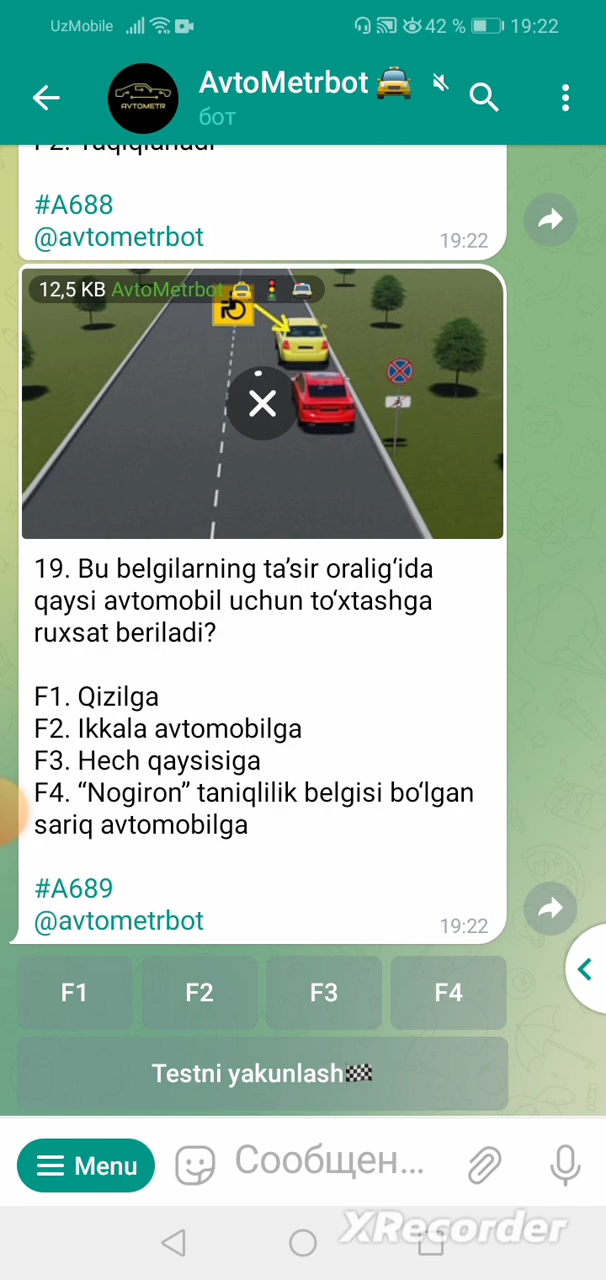 UzMobile 42 % 19:22
AvtoMetrbot
бот
AVTOMETR
F2. Taqiqlanadi
#A688
@avtometrbot
19:22
12,5 KB AvtoMetrbot
19. Bu belgilarning ta’sir oralig‘ida
qaysi avtomobil uchun to‘xtashga
ruxsat beriladi?
F1. Qizilga
F2. Ikkala avtomobilga
F3. Hech qaysisiga
F4. “Nogiron” taniqlilik belgisi bo‘lgan
sariq avtomobilga
#A689
@avtometrbot
19:22
F1 F2 F3 F4
Testni yakunlash
Menu
Сообщен...
XRecorder